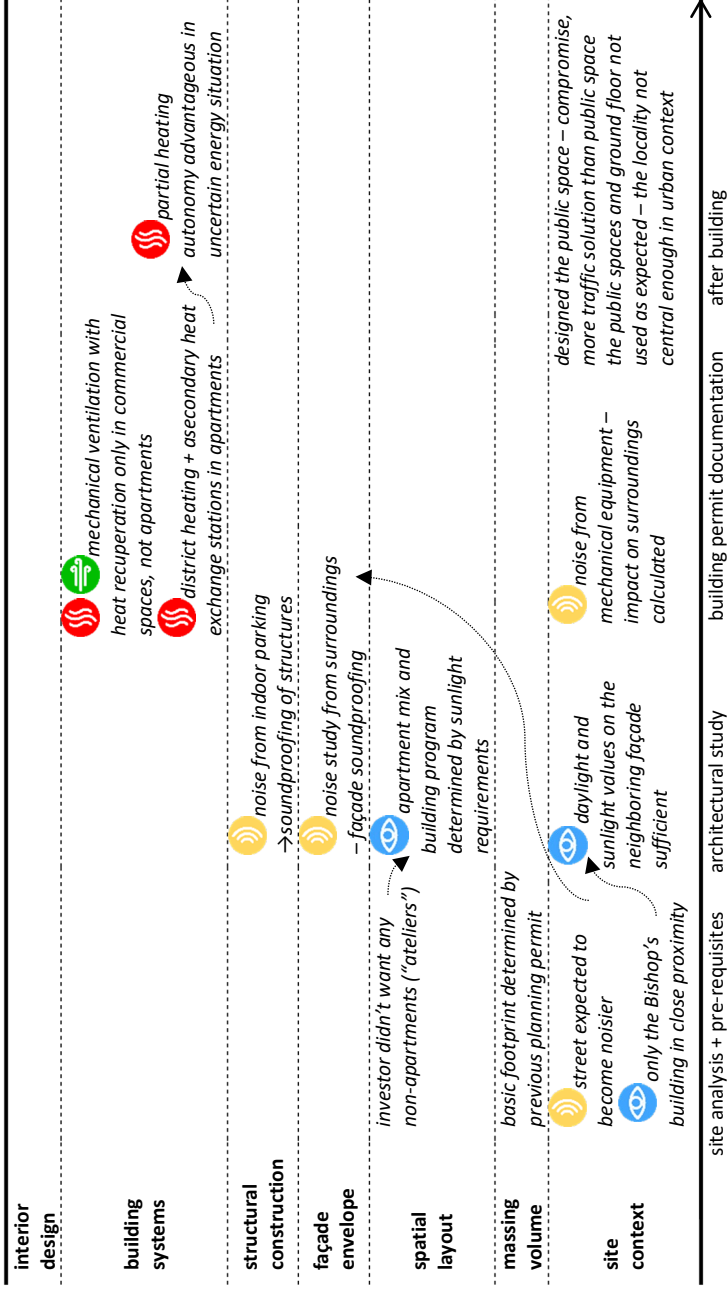 interior
design
building
systems
mechanical ventilation with
heat recuperation only in commercial
spaces, not apartments
district heating + asecondary heat
exchange stations in apartments
partial heating
autonomy advantageous in
uncertain energy situation
structural
construction
noise from indoor parking
→soundproofing of structures
façade
envelope
noise study from surroundings
– façade soundproofing
spatial
layout
investor didn't want any
non-apartments ("ateliers")
apartment mix and
building program
determined by sunlight
requirements
massing
volume
basic footprint determined by
previous planning permit
site
context
street expected to
become noisier
only the Bishop's
building in close proximity
daylight and
sunlight values on the
neighboring façade
sufficient
noise from
mechanical equipment –
impact on surroundings
calculated
designed the public space – compromise,
more traffic solution than public space
the public spaces and ground floor not
used as expected – the locality not
central enough in urban context
site analysis + pre-requisites
architectural study
building permit documentation
after building